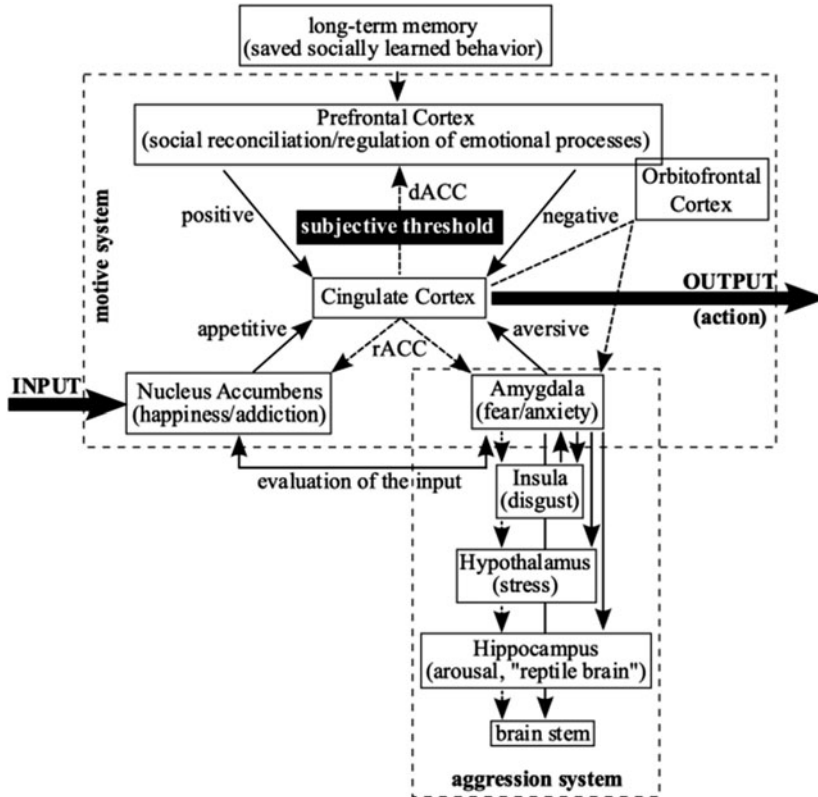 long-term memory
(saved socially learned behavior)
Prefrontal Cortex
(social reconciliation/regulation of emotional processes)
Orbitofrontal
Cortex
dACC
positive
subjective threshold
negative
motive system
Cingulate Cortex
OUTPUT
(action)
appetitive
rACC
aversive
INPUT
Nucleus Accumbens
(happiness/addiction)
Amygdala
(fear/anxiety)
evaluation of the input
Insula
(disgust)
Hypothalamus
(stress)
Hippocampus
(arousal, "reptile brain")
brain stem
aggression system